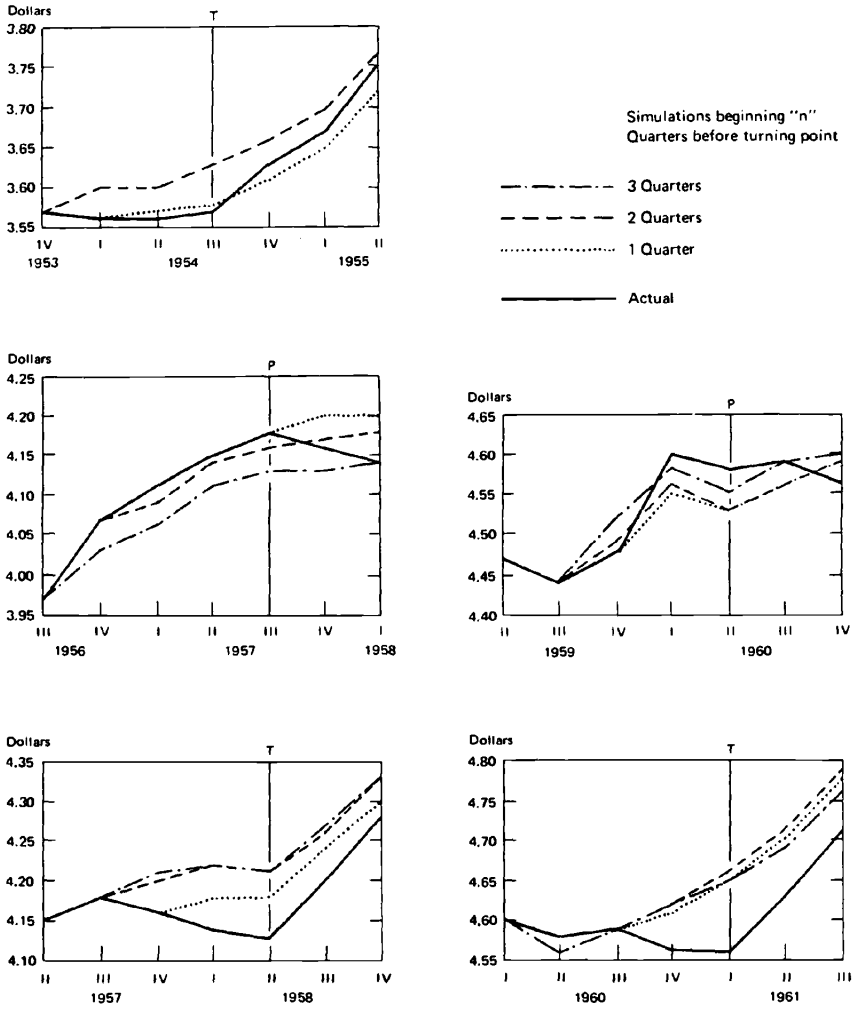 Dollars
T
3.80
3.75
3.70
3.65
3.60
3.55
IV I II III IV I II
1953 1954 1955
Simulations beginning "n"
Quarters before turning point
3 Quarters
2 Quarters
1 Quarter
Actual
Dollars
P
4.25
4.20
4.15
4.10
4.05
4.00
3.95
III IV I II III IV I
1956 1957 1958
Dollars
P
4.65
4.60
4.55
4.50
4.45
4.40
II III IV I II III IV
1959 1960
Dollars
T
4.35
4.30
4.25
4.20
4.15
4.10
II III IV I II III IV
1957 1958
Dollars
T
4.80
4.75
4.70
4.65
4.60
4.55
I II III IV I II III
1960 1961